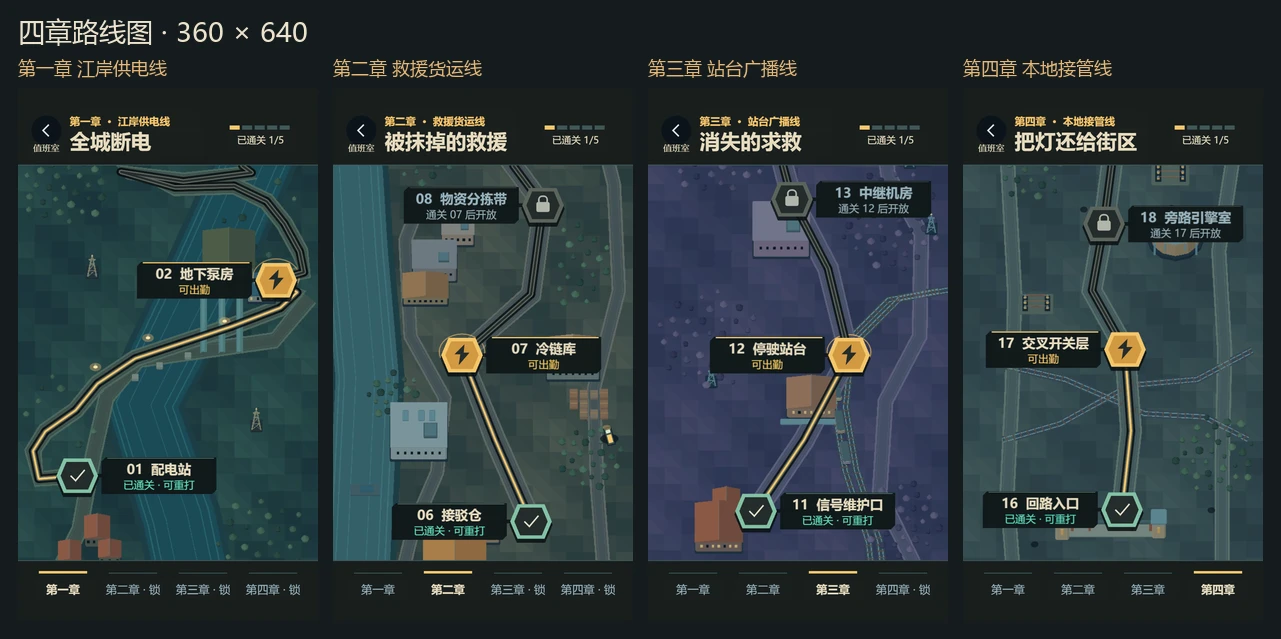 四章路线图 · 360 × 640
第一章 江岸供电线
第一章 • 江岸供电线
全城断电
值班室
已通关 1/5
02 地下泵房
可出勤
01 配电站
已通关 · 可重打
第一章
第二章 · 锁
第三章 · 锁
第四章 · 锁
第二章 救援货运线
第二章 • 救援货运线
被抹掉的救援
值班室
已通关 1/5
08 物资分拣带
通关 07 后开放
07 冷链库
可出勤
06 接驳仓
已通关 · 可重打
第一章
第二章
第三章 · 锁
第四章 · 锁
第三章 站台广播线
第三章 • 站台广播线
消失的求救
值班室
已通关 1/5
13 中继机房
通关 12 后开放
12 停驶站台
可出勤
11 信号维护口
已通关 · 可重打
第一章
第二章
第三章
第四章 · 锁
第四章 本地接管线
第四章 • 本地接管线
把灯还给街区
值班室
已通关 1/5
18 旁路引擎室
通关 17 后开放
17 交叉开关层
可出勤
16 回路入口
已通关 · 可重打
第一章
第二章
第三章
第四章